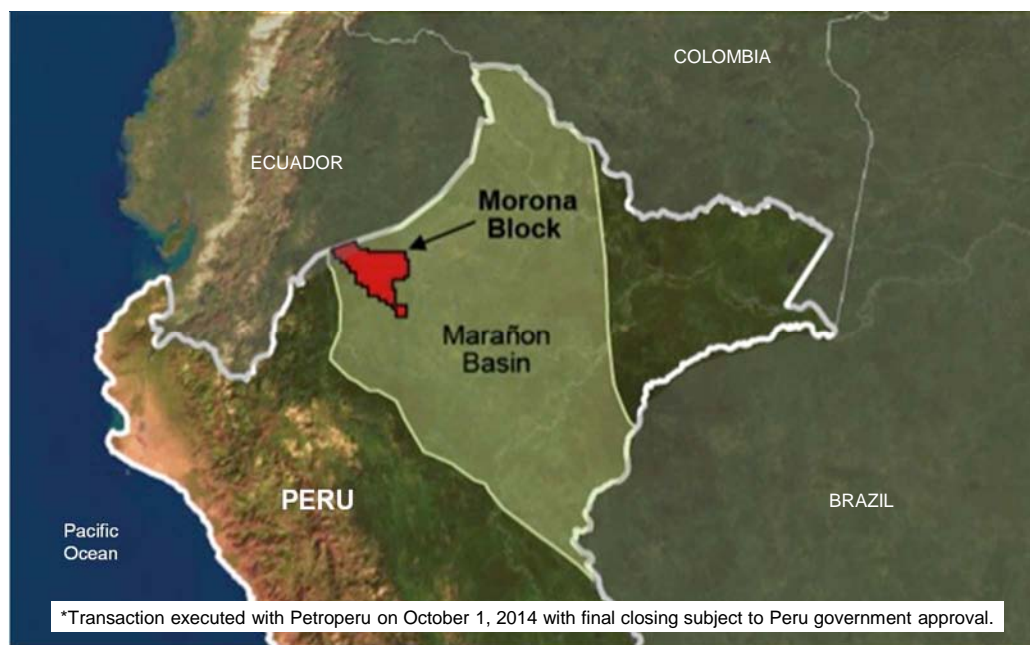 COLOMBIA
ECUADOR
Morona
Block
Marañon
Basin
PERU
BRAZIL
Pacific
Ocean
*Transaction executed with Petroperu on October 1, 2014 with final closing subject to Peru government approval.